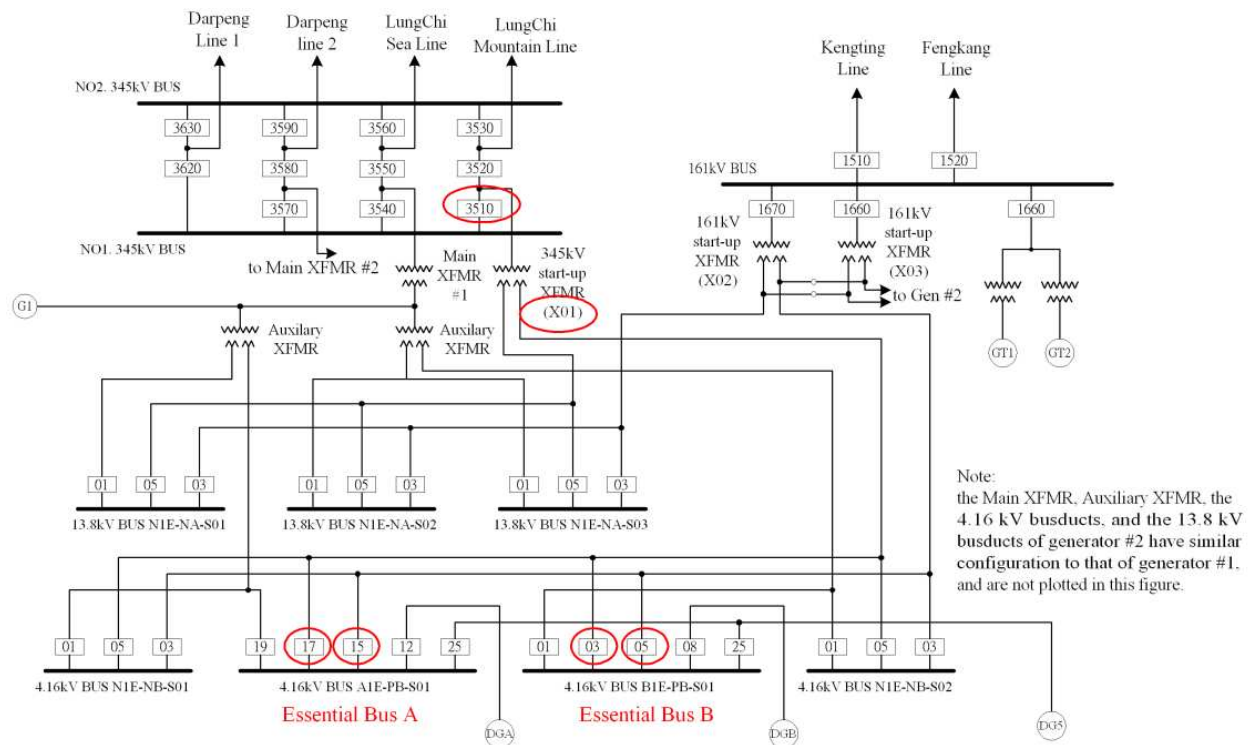 Darpeng
Line 1
Darpeng
line 2
LungChi
Sea Line
LungChi
Mountain Line
Kengting
Line
Fengkang
Line
NO2. 345kV BUS
3630
3590
3560
3530
3620
3580
3550
3520
3570
3540
3510
NO1. 345kV BUS
1510
1520
161kV BUS
1670
1660
1660
161kV
start-up
XFMR
(X02)
161kV
start-up
XFMR
(X03)
to Main XFMR #2
Main
XFMR
#1
345kV
start-up
XFMR
(X01)
to Gen #2
G1
Auxilary
XFMR
Auxilary
XFMR
GT1
GT2
01
05
03
01
05
03
01
05
03
13.8kV BUS N1E-NA-S01
13.8kV BUS N1E-NA-S02
13.8kV BUS N1E-NA-S03
Note:
the Main XFMR, Auxiliary XFMR, the
4.16 kV busducts, and the 13.8 kV
busducts of generator #2 have similar
configuration to that of generator #1,
and are not plotted in this figure.
01
05
03
19
17
15
12
25
01
03
05
08
25
01
05
03
4.16kV BUS N1E-NB-S01
4.16kV BUS A1E-PB-S01
4.16kV BUS B1E-PB-S01
4.16kV BUS N1E-NB-S02
Essential Bus A
Essential Bus B
DGA
DGB
DG5